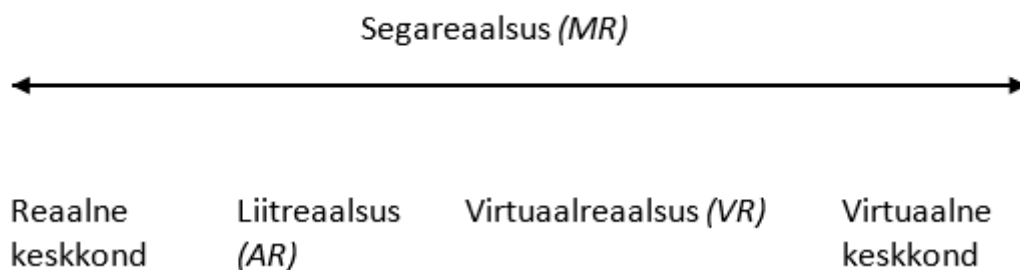 Segareaalsus (MR)
Reaalne keskkond
Liitreaalsus (AR)
Virtuaalreaalsus (VR)
Virtuaalne keskkond